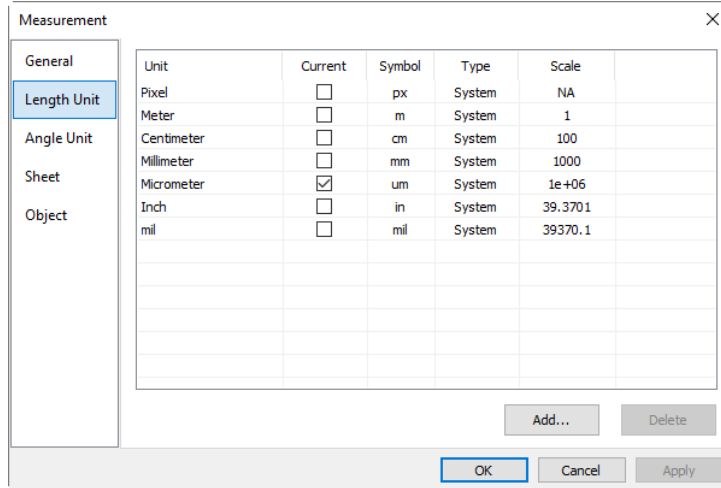 Measurement
General
Length Unit
Angle Unit
Sheet
Object
Unit Current Symbol Type Scale
Pixel px System NA
Meter m System 1
Centimeter cm System 100
Millimeter mm System 1000
Micrometer um System 1e+06
Inch in System 39.3701
mil mil System 39370.1
Add... Delete
OK Cancel Apply